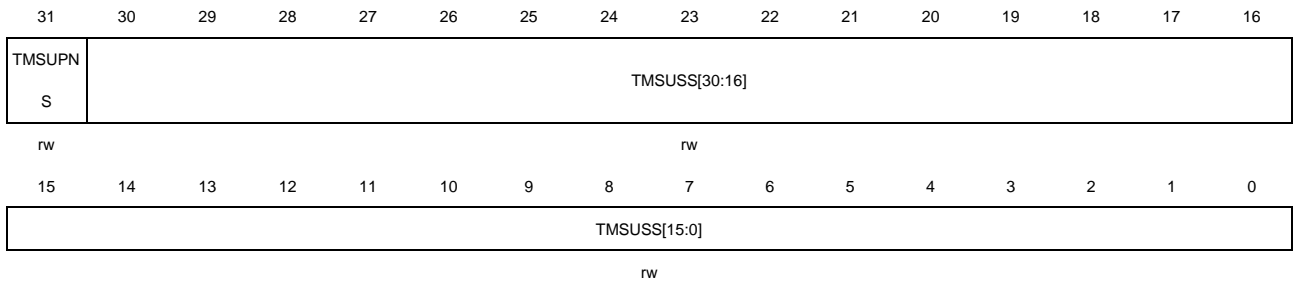 31 30 29 28 27 26 25 24 23 22 21 20 19 18 17 16
TMSUPN
S
TMSUSS[30:16]
rw rw
15 14 13 12 11 10 9 8 7 6 5 4 3 2 1 0
TMSUSS[15:0]
rw